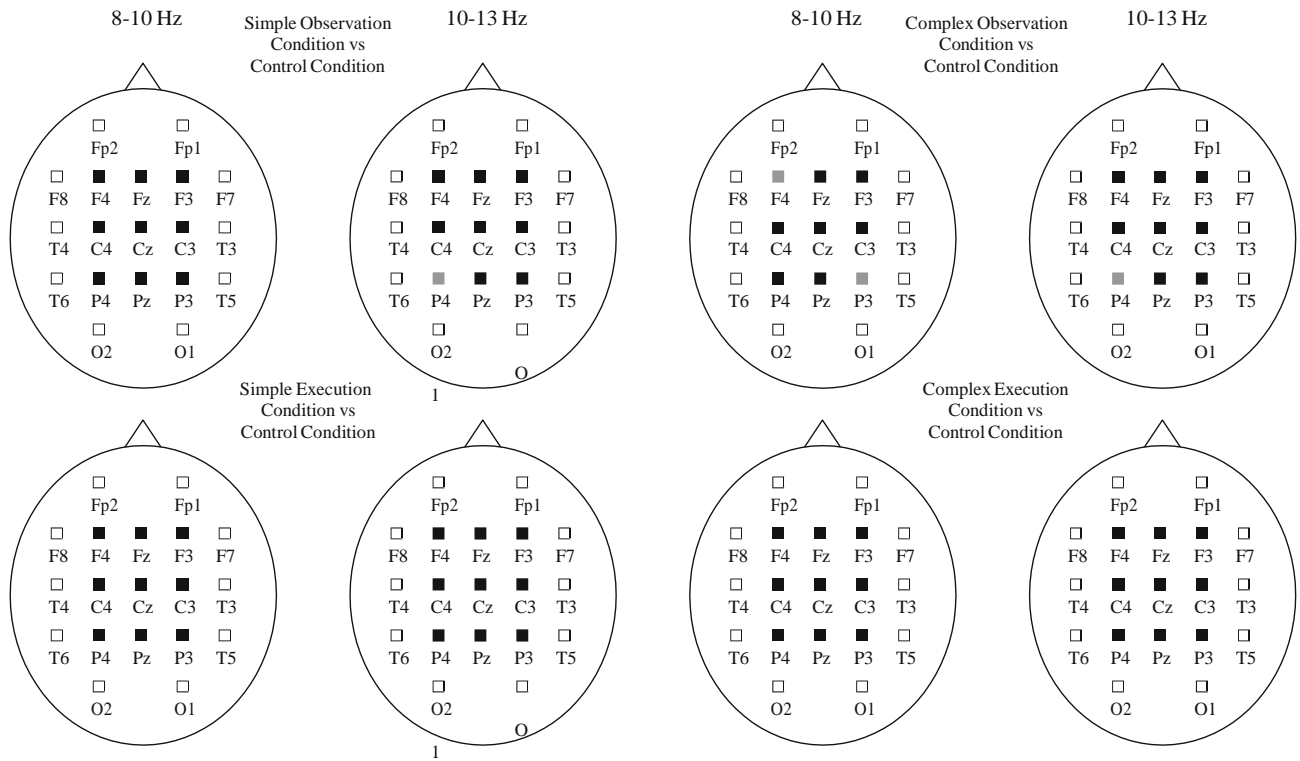 8-10 Hz Simple Observation 10-13 Hz 8-10 Hz Complex Observation 10-13 Hz
Condition vs Condition vs
Control Condition Control Condition
Fp2 Fp1 Fp2 Fp1 Fp2 Fp1 Fp2 Fp1
F8 F4 Fz F3 F7 F8 F4 Fz F3 F7 F8 F4 Fz F3 F7 F8 F4 Fz F3 F7
T4 C4 Cz C3 T3 T4 C4 Cz C3 T3 T4 C4 Cz C3 T3 T4 C4 Cz C3 T3
T6 P4 Pz P3 T5 T6 P4 Pz P3 T5 T6 P4 Pz P3 T5 T6 P4 Pz P3 T5
O2 O1 O2 O2 O1 O2 O1
O
1
Simple Execution Complex Execution
Condition vs Condition vs
Control Condition Control Condition
Fp2 Fp1 Fp2 Fp1 Fp2 Fp1 Fp2 Fp1
F8 F4 Fz F3 F7 F8 F4 Fz F3 F7 F8 F4 Fz F3 F7 F8 F4 Fz F3 F7
T4 C4 Cz C3 T3 T4 C4 Cz C3 T3 T4 C4 Cz C3 T3 T4 C4 Cz C3 T3
T6 P4 Pz P3 T5 T6 P4 Pz P3 T5 T6 P4 Pz P3 T5 T6 P4 Pz P3 T5
O2 O1 O2 O2 O1 O2 O1
O
1